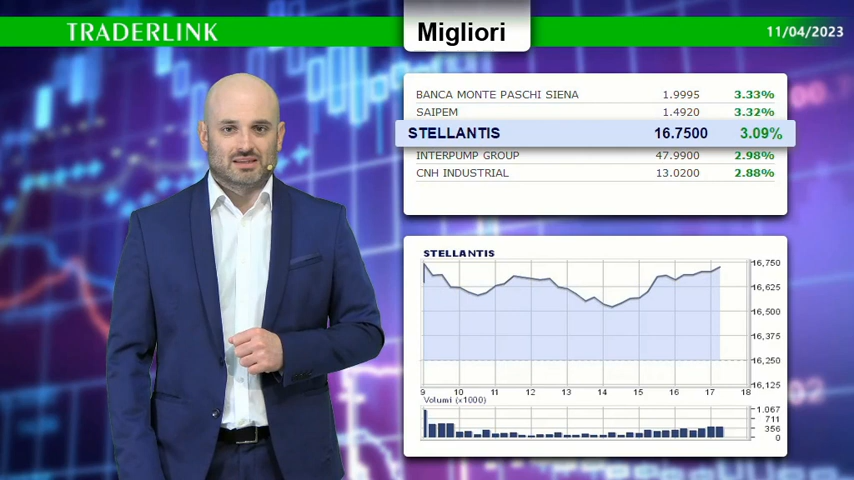 TRADERLINK
Migliori
11/04/2023
BANCA MONTE PASCHI SIENA 1.9995 3.33%
SAIPEM 1.4920 3.32%
STELLANTIS 16.7500 3.09%
INTERPUMP GROUP 47.9900 2.98%
CNH INDUSTRIAL 13.0200 2.88%
STELLANTIS
16,750
16,625
16,500
16,375
16,250
16,125
9 10 11 12 13 14 15 16 17 18
Volumi (x1000)
1.067
711
356
0